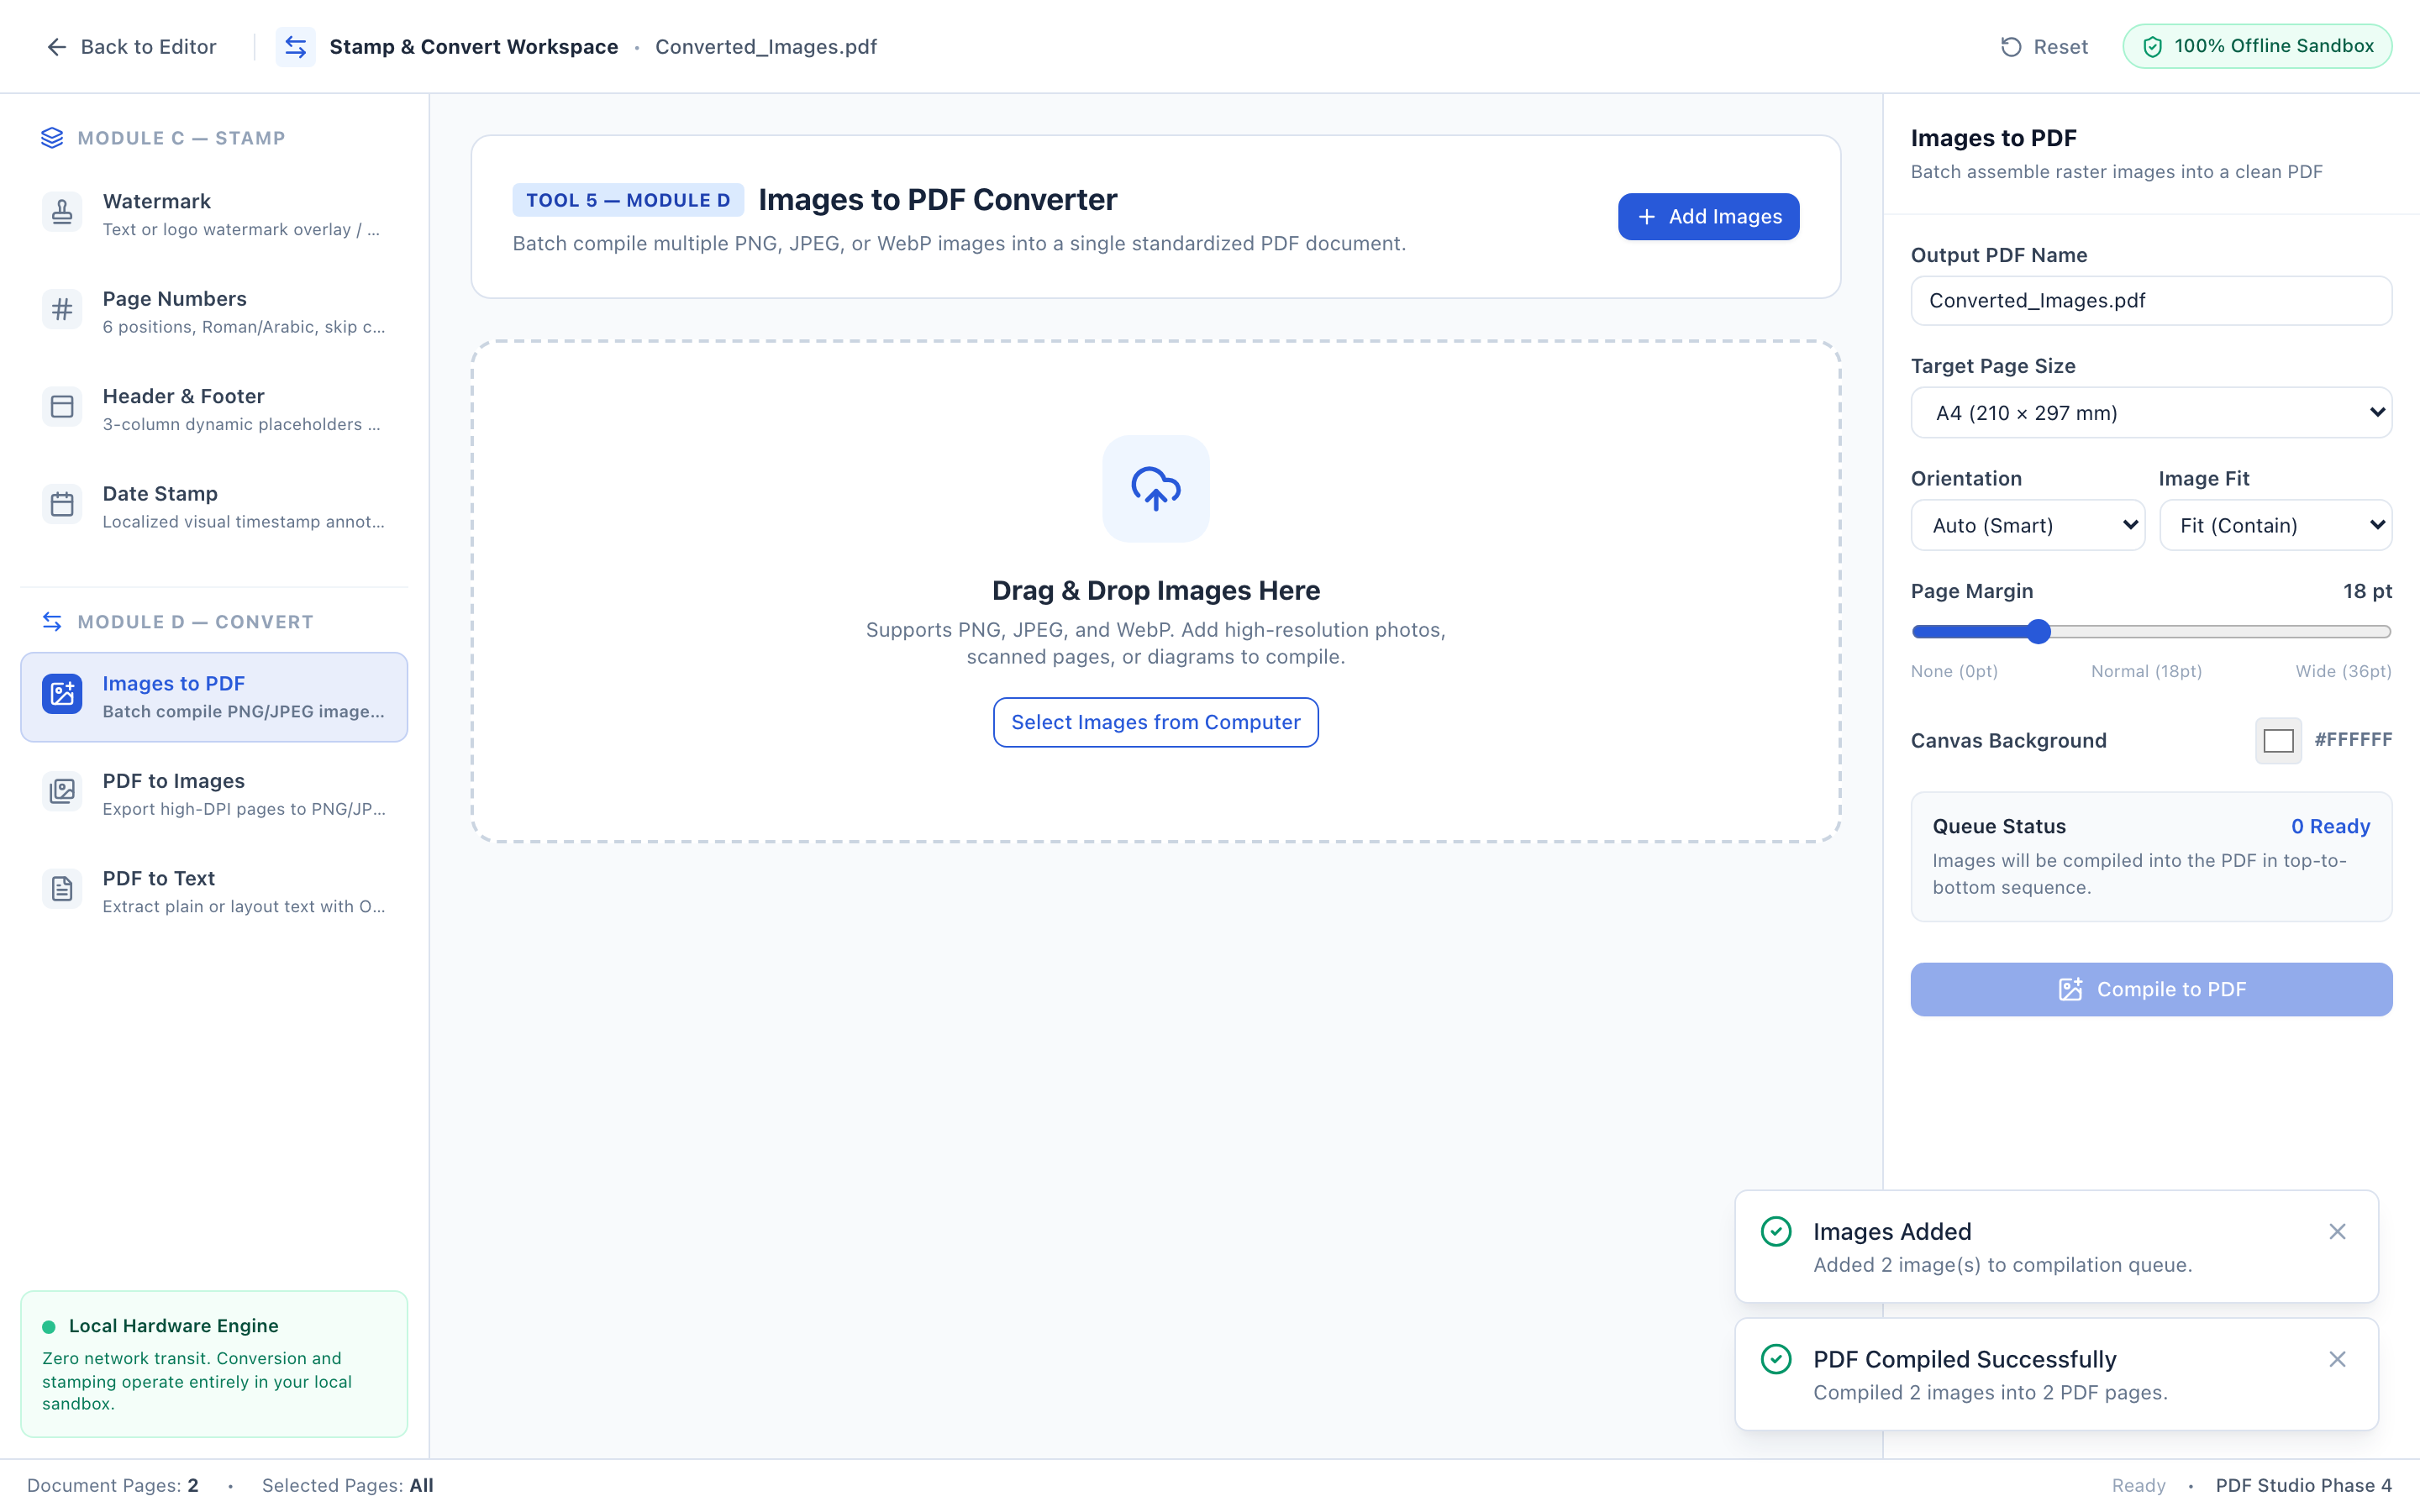 Back to Editor
Stamp & Convert Workspace • Converted_Images.pdf
Reset
100% Offline Sandbox
MODULE C — STAMP
Watermark
Text or logo watermark overlay / ...
Page Numbers
6 positions, Roman/Arabic, skip c...
Header & Footer
3-column dynamic placeholders ...
Date Stamp
Localized visual timestamp annot...
MODULE D — CONVERT
Images to PDF
Batch compile PNG/JPEG image...
PDF to Images
Export high-DPI pages to PNG/JP...
PDF to Text
Extract plain or layout text with O...
Local Hardware Engine
Zero network transit. Conversion and
stamping operate entirely in your local
sandbox.
TOOL 5 — MODULE D
Images to PDF Converter
Batch compile multiple PNG, JPEG, or WebP images into a single standardized PDF document.
Add Images
Drag & Drop Images Here
Supports PNG, JPEG, and WebP. Add high-resolution photos,
scanned pages, or diagrams to compile.
Select Images from Computer
Images to PDF
Batch assemble raster images into a clean PDF
Output PDF Name
Converted_Images.pdf
Target Page Size
A4 (210 × 297 mm)
Orientation
Image Fit
Auto (Smart)
Fit (Contain)
Page Margin
18 pt
None (0pt)
Normal (18pt)
Wide (36pt)
Canvas Background
#FFFFFF
Queue Status
0 Ready
Images will be compiled into the PDF in top-to-
bottom sequence.
Compile to PDF
Images Added
Added 2 image(s) to compilation queue.
PDF Compiled Successfully
Compiled 2 images into 2 PDF pages.
Document Pages: 2 • Selected Pages: All
Ready • PDF Studio Phase 4